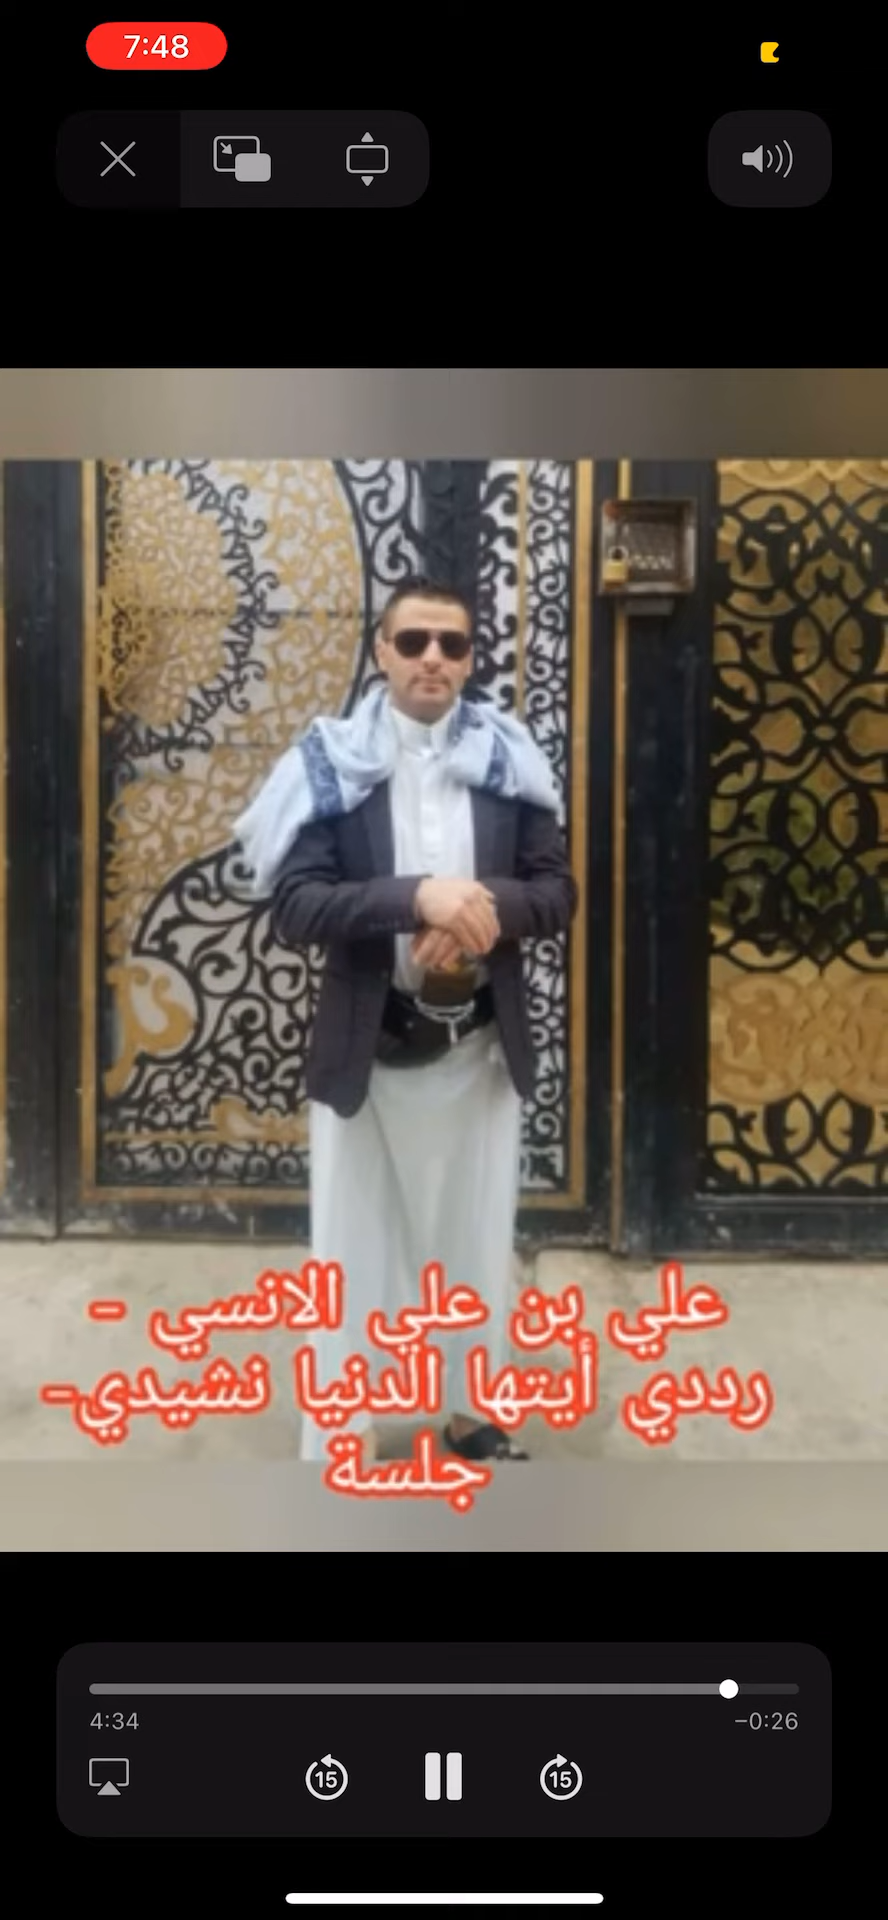 7:48
علي بن علي الانسي -
رددي أيتها الدنيا نشيدي-
جلسة
4:34
−0:26
15
15